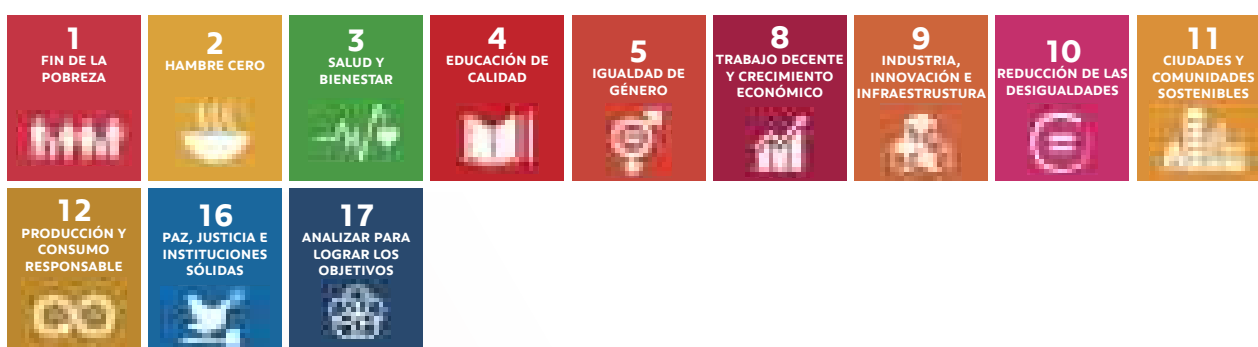 1
FIN DE LA
POBREZA
2
HAMBRE CERO
3
SALUD Y
BIENESTAR
4
EDUCACIÓN DE
CALIDAD
5
IGUALDAD DE
GÉNERO
8
TRABAJO DECENTE
Y CRECIMIENTO
ECONÓMICO
9
INDUSTRIA,
INNOVACIÓN E
INFRAESTRUSTURA
10
REDUCCIÓN DE LAS
DESIGUALDADES
11
CIUDADES Y
COMUNIDADES
SOSTENIBLES
12
PRODUCCIÓN Y
CONSUMO
RESPONSABLE
16
PAZ, JUSTICIA E
INSTITUCIONES
SÓLIDAS
17
ANALIZAR PARA
LOGRAR LOS
OBJETIVOS